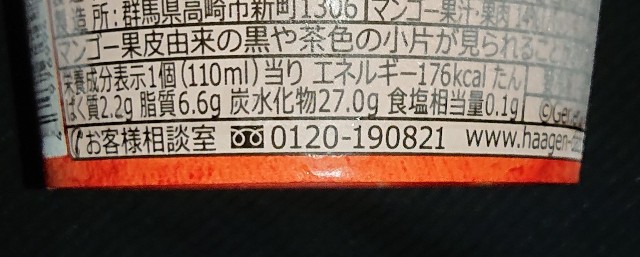 造所:群馬県高崎市新町1306 マンゴー果汁・果肉
マンゴー果皮由来の黒や茶色の小片が見られること
栄養成分表示1個(110ml)当り エネルギー176kcal たん
ぱく質2.2g 脂質6.6g 炭水化物27.0g 食塩相当量0.1g
お客様相談室 0120-190821 www.haagen-